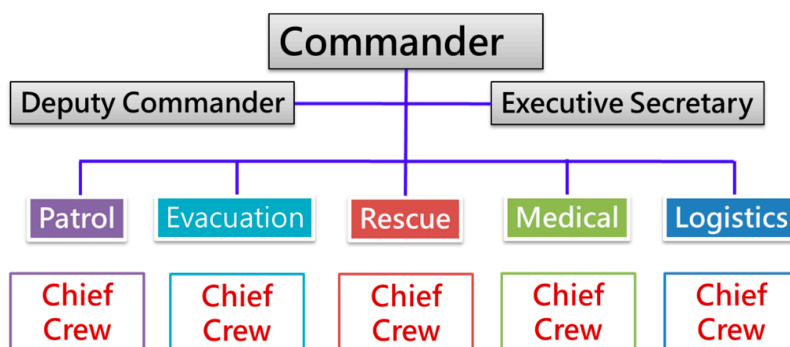 Commander
Deputy Commander
Executive Secretary
Patrol
Evacuation
Rescue
Medical
Logistics
Chief
Crew
Chief
Crew
Chief
Crew
Chief
Crew
Chief
Crew